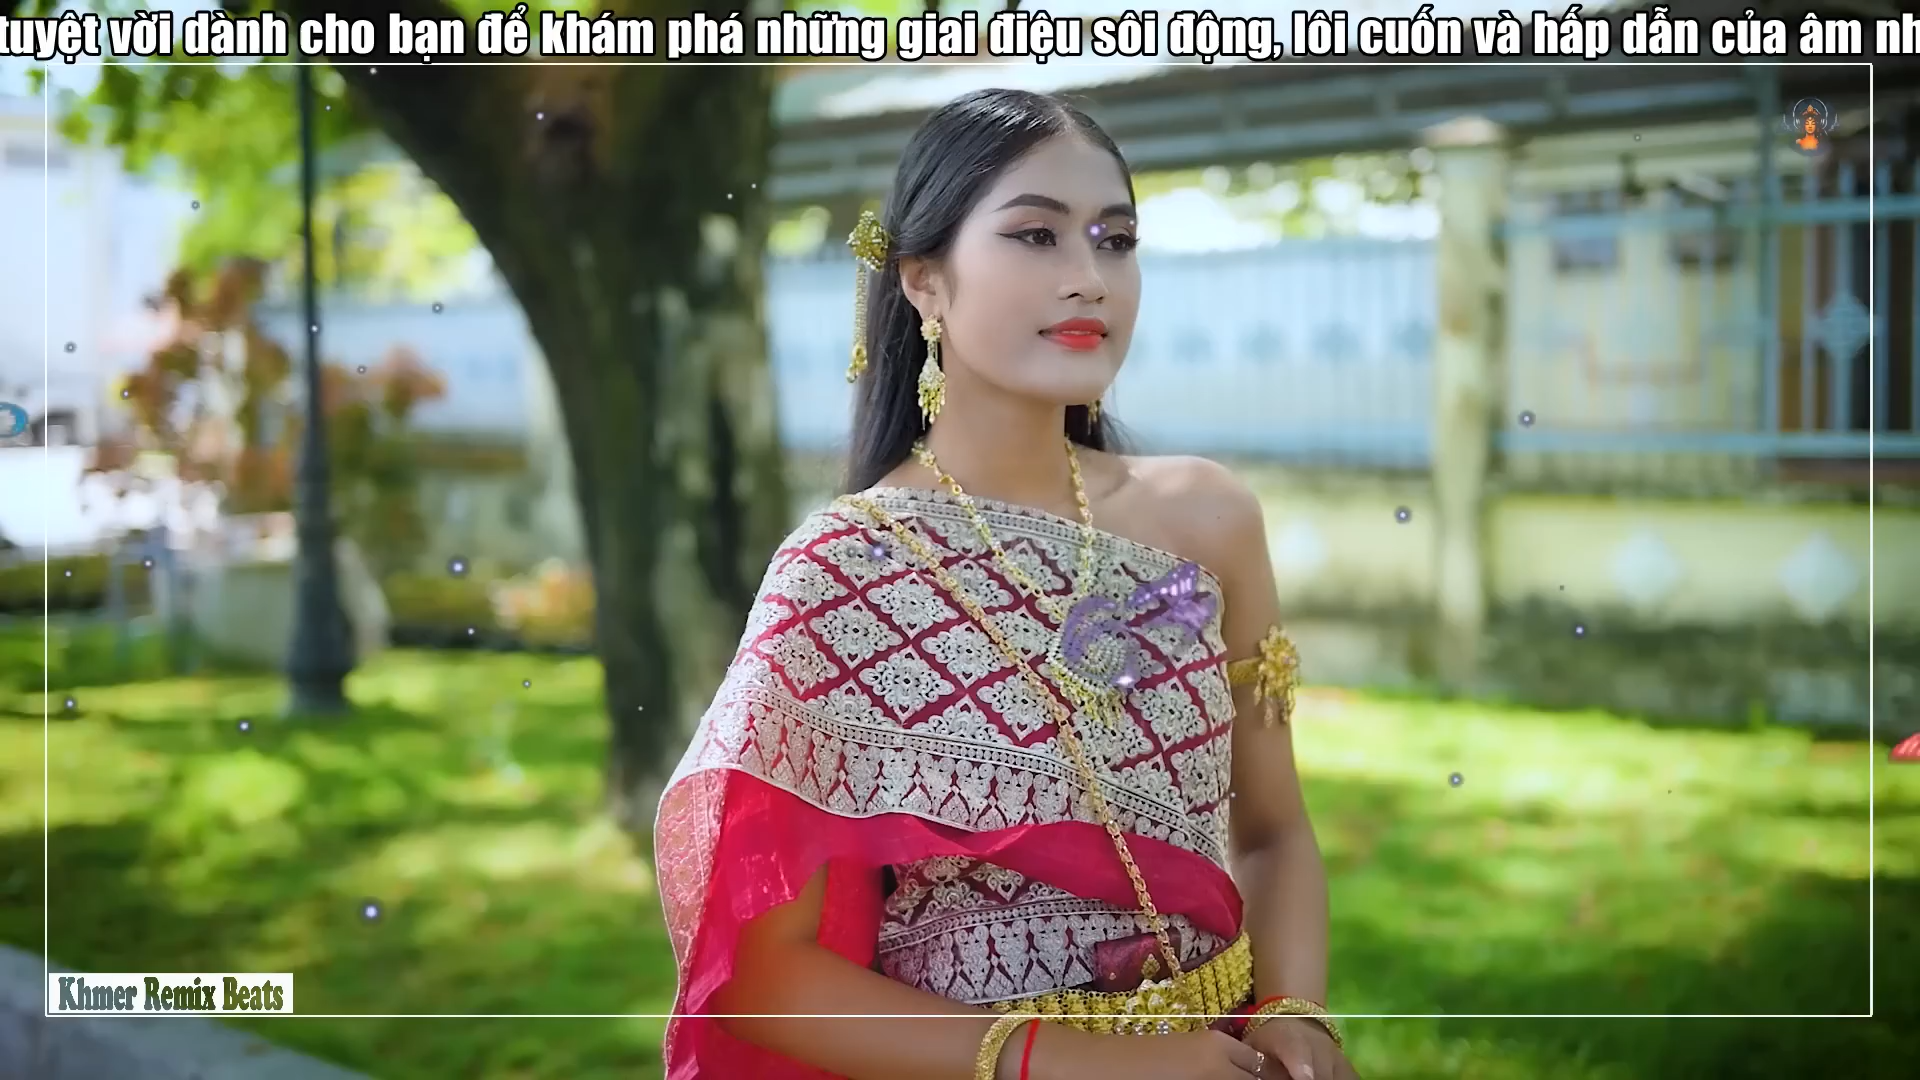 tuyệt vời dành cho bạn để khám phá những giai điệu sôi động, lôi cuốn và hấp dẫn của âm nh
Khmer Remix Beats